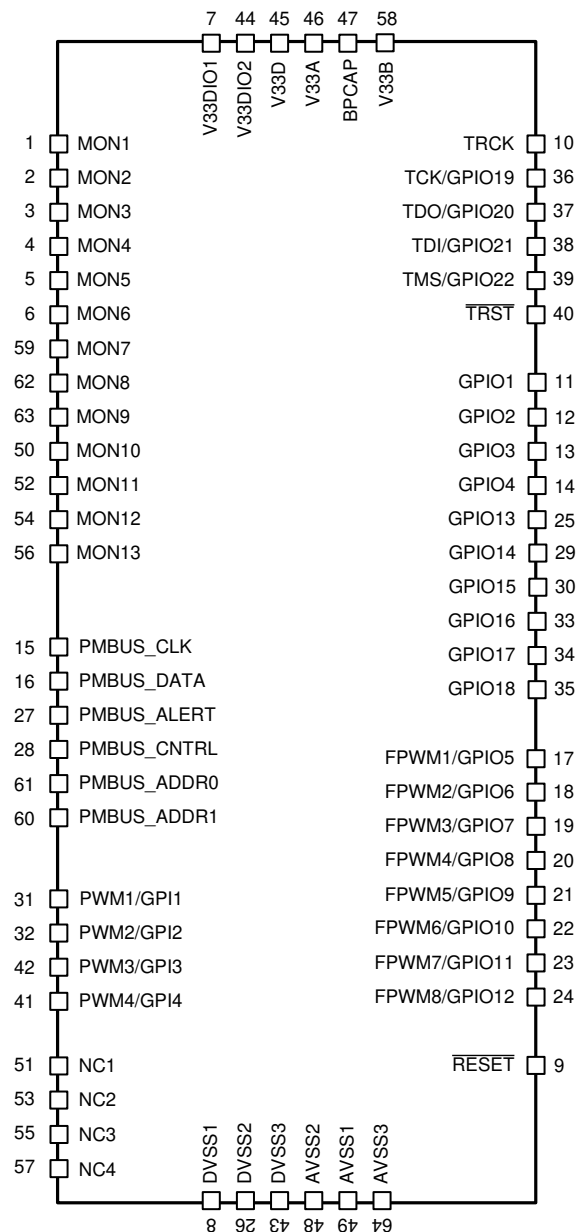 7 44 45 46 47 58
V33DIO1 V33DIO2 V33D V33A BPCAP V33B
1 MON1
2 MON2
3 MON3
4 MON4
5 MON5
6 MON6
59 MON7
62 MON8
63 MON9
50 MON10
52 MON11
54 MON12
56 MON13
15 PMBUS_CLK
16 PMBUS_DATA
27 PMBUS_ALERT
28 PMBUS_CNTRL
61 PMBUS_ADDR0
60 PMBUS_ADDR1
31 PWM1/GPI1
32 PWM2/GPI2
42 PWM3/GPI3
41 PWM4/GPI4
51 NC1
53 NC2
55 NC3
57 NC4
TRCK 10
TCK/GPIO19 36
TDO/GPIO20 37
TDI/GPIO21 38
TMS/GPIO22 39
TRST 40
GPIO1 11
GPIO2 12
GPIO3 13
GPIO4 14
GPIO13 25
GPIO14 29
GPIO15 30
GPIO16 33
GPIO17 34
GPIO18 35
FPWM1/GPIO5 17
FPWM2/GPIO6 18
FPWM3/GPIO7 19
FPWM4/GPIO8 20
FPWM5/GPIO9 21
FPWM6/GPIO10 22
FPWM7/GPIO11 23
FPWM8/GPIO12 24
RESET 9
DVSS1 DVSS2 DVSS3 AVSS2 AVSS1 AVSS3
8 26 43 48 49 64